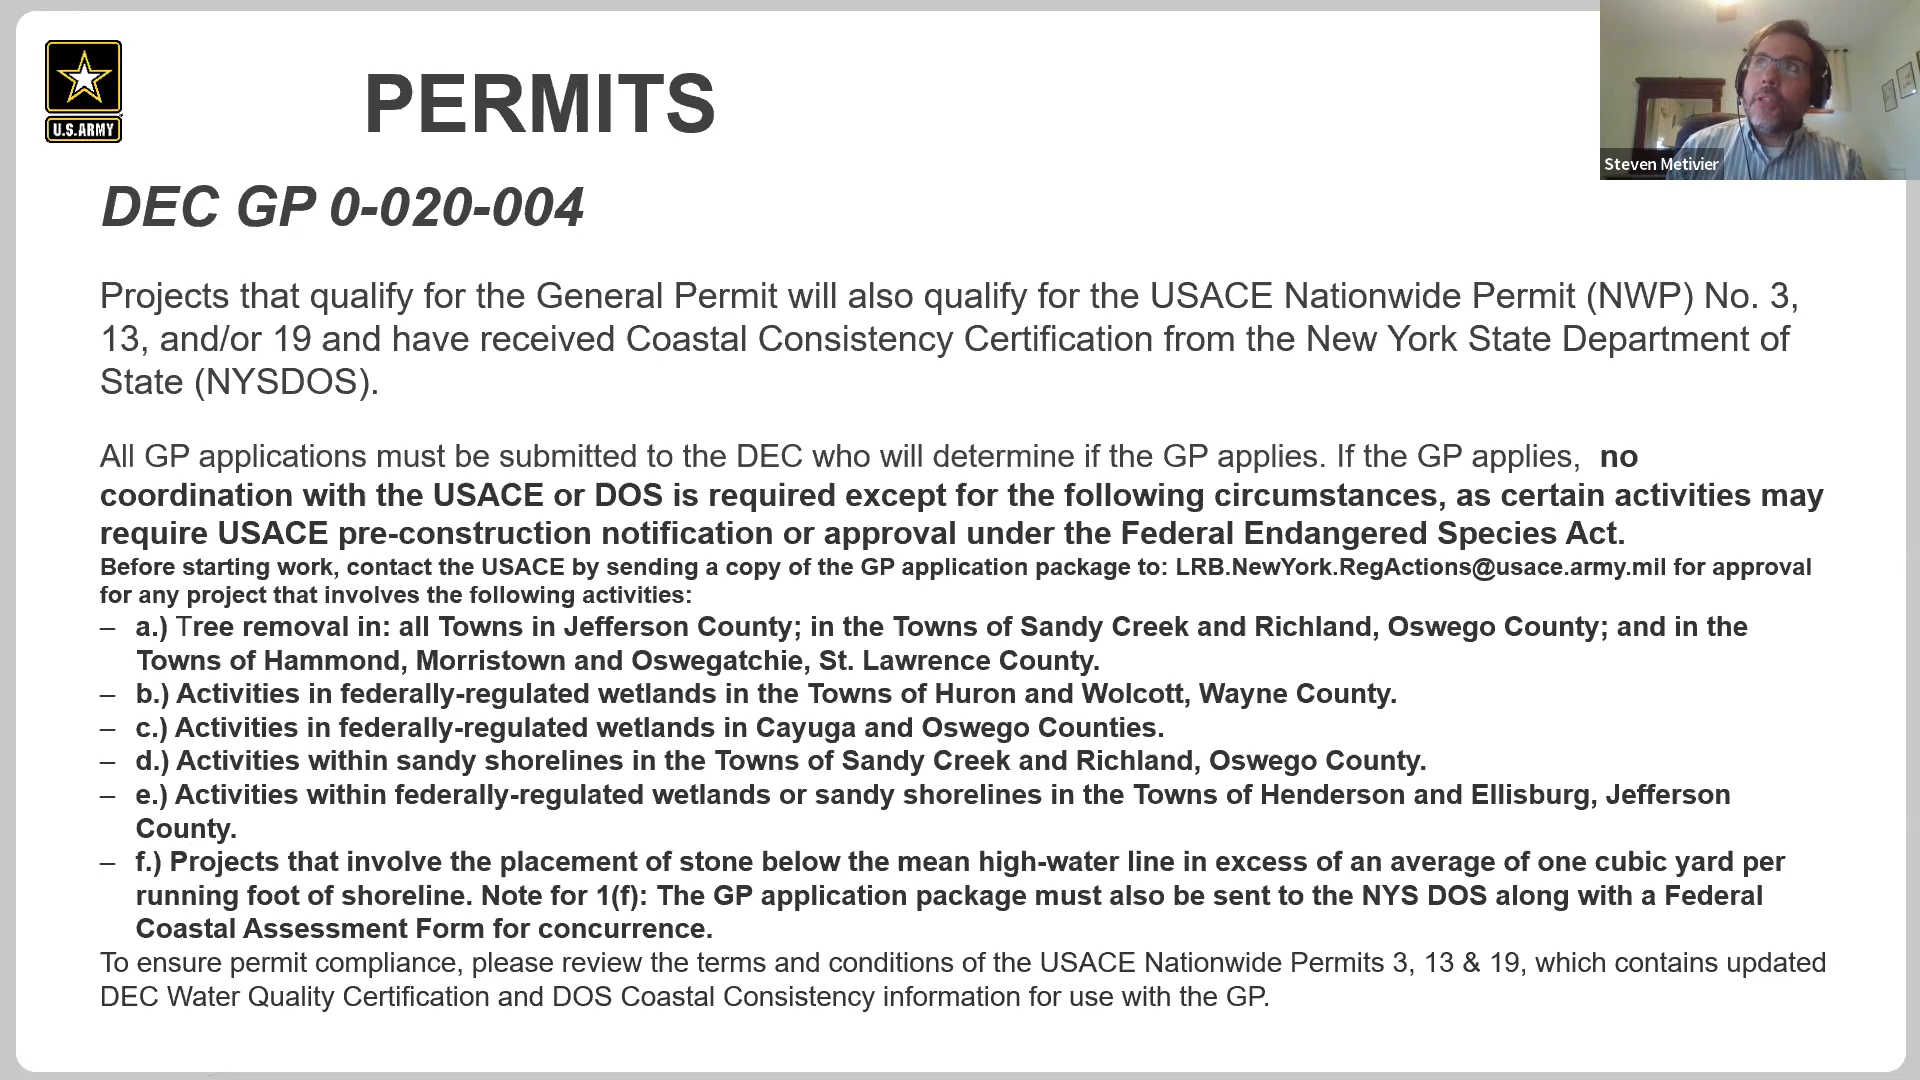 U.S.ARMY
PERMITS
Steven Metivier
DEC GP 0-020-004
Projects that qualify for the General Permit will also qualify for the USACE Nationwide Permit (NWP) No. 3,
13, and/or 19 and have received Coastal Consistency Certification from the New York State Department of
State (NYSDOS).
All GP applications must be submitted to the DEC who will determine if the GP applies. If the GP applies, no
coordination with the USACE or DOS is required except for the following circumstances, as certain activities may
require USACE pre-construction notification or approval under the Federal Endangered Species Act.
Before starting work, contact the USACE by sending a copy of the GP application package to: LRB.NewYork.RegActions@usace.army.mil for approval
for any project that involves the following activities:
– a.) Tree removal in: all Towns in Jefferson County; in the Towns of Sandy Creek and Richland, Oswego County; and in the
Towns of Hammond, Morristown and Oswegatchie, St. Lawrence County.
– b.) Activities in federally-regulated wetlands in the Towns of Huron and Wolcott, Wayne County.
– c.) Activities in federally-regulated wetlands in Cayuga and Oswego Counties.
– d.) Activities within sandy shorelines in the Towns of Sandy Creek and Richland, Oswego County.
– e.) Activities within federally-regulated wetlands or sandy shorelines in the Towns of Henderson and Ellisburg, Jefferson
County.
– f.) Projects that involve the placement of stone below the mean high-water line in excess of an average of one cubic yard per
running foot of shoreline. Note for 1(f): The GP application package must also be sent to the NYS DOS along with a Federal
Coastal Assessment Form for concurrence.
To ensure permit compliance, please review the terms and conditions of the USACE Nationwide Permits 3, 13 & 19, which contains updated
DEC Water Quality Certification and DOS Coastal Consistency information for use with the GP.